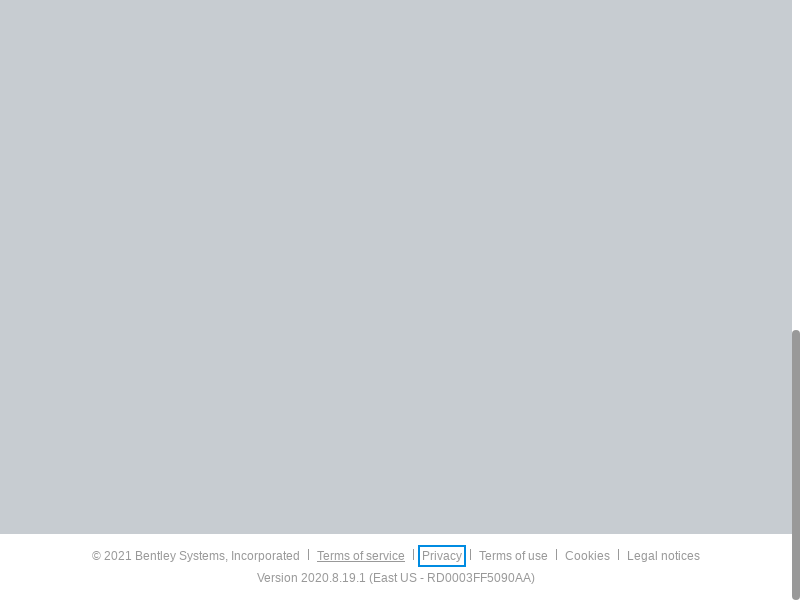 © 2021 Bentley Systems, Incorporated | Terms of service | Privacy | Terms of use | Cookies | Legal notices
Version 2020.8.19.1 (East US - RD0003FF5090AA)